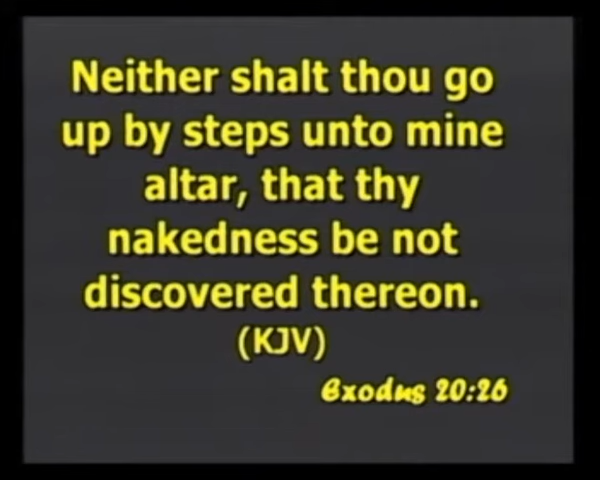 Neither shalt thou go
up by steps unto mine
altar, that thy
nakedness be not
discovered thereon.
(KJV)
Exodus 20:26